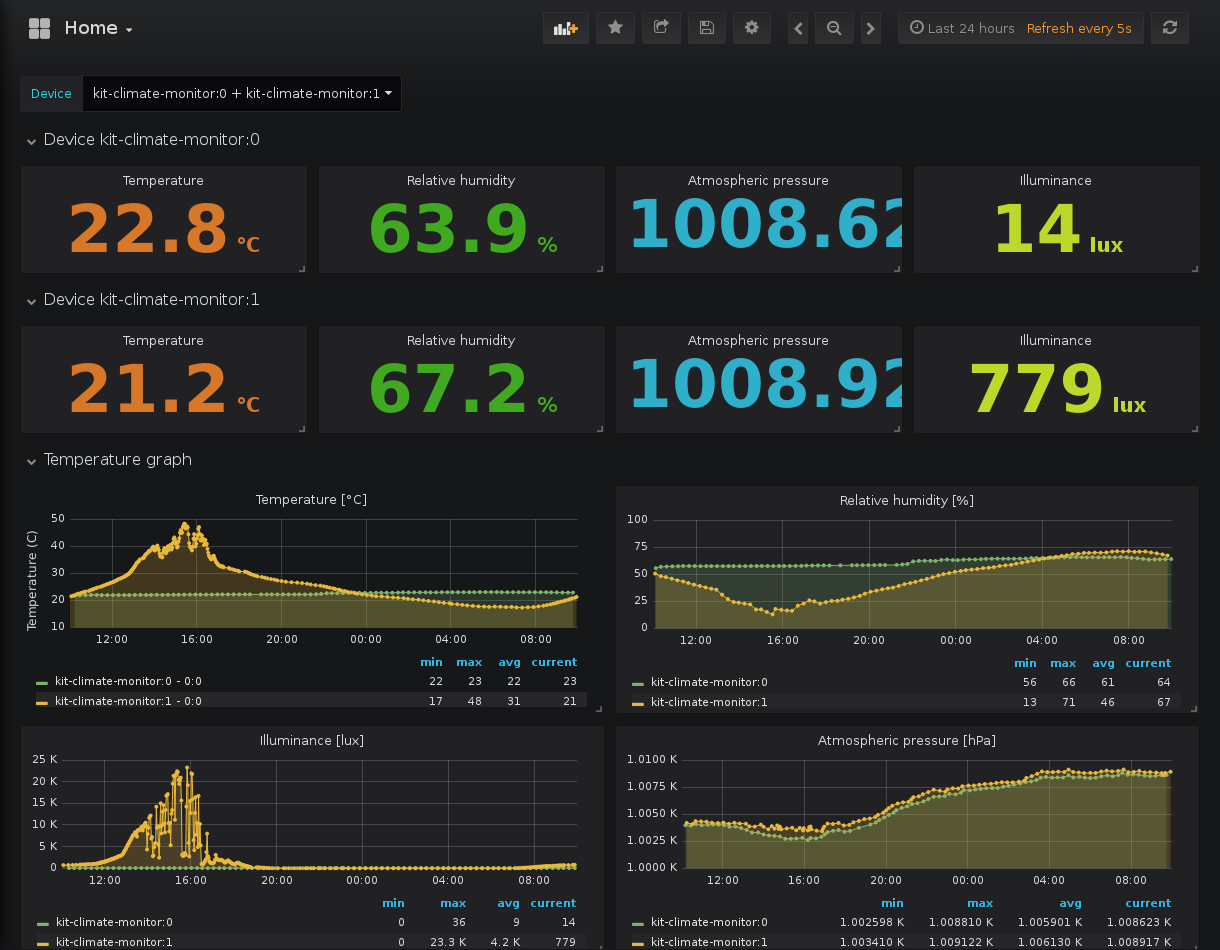 Home
Last 24 hours Refresh every 5s
Device kit-climate-monitor:0 + kit-climate-monitor:1
Device kit-climate-monitor:0
Temperature Relative humidity Atmospheric pressure Illuminance
22.8 °C 63.9 % 1008.62 14 lux
Device kit-climate-monitor:1
Temperature Relative humidity Atmospheric pressure Illuminance
21.2 °C 67.2 % 1008.92 779 lux
Temperature graph
Temperature [°C]
Temperature (C)
50
40
30
20
10
12:00 16:00 20:00 00:00 04:00 08:00
min max avg current
kit-climate-monitor:0 - 0:0 22 23 22 23
kit-climate-monitor:1 - 0:0 17 48 31 21
Relative humidity [%]
100
75
50
25
0
12:00 16:00 20:00 00:00 04:00 08:00
min max avg current
kit-climate-monitor:0 56 66 61 64
kit-climate-monitor:1 13 71 46 67
Illuminance [lux]
25 K
20 K
15 K
10 K
5 K
0
12:00 16:00 20:00 00:00 04:00 08:00
min max avg current
kit-climate-monitor:0 0 36 9 14
kit-climate-monitor:1 0 23.3 K 4.2 K 779
Atmospheric pressure [hPa]
1.0100 K
1.0075 K
1.0050 K
1.0025 K
1.0000 K
12:00 16:00 20:00 00:00 04:00 08:00
min max avg current
kit-climate-monitor:0 1.002598 K 1.008810 K 1.005901 K 1.008623 K
kit-climate-monitor:1 1.003410 K 1.009122 K 1.006130 K 1.008917 K